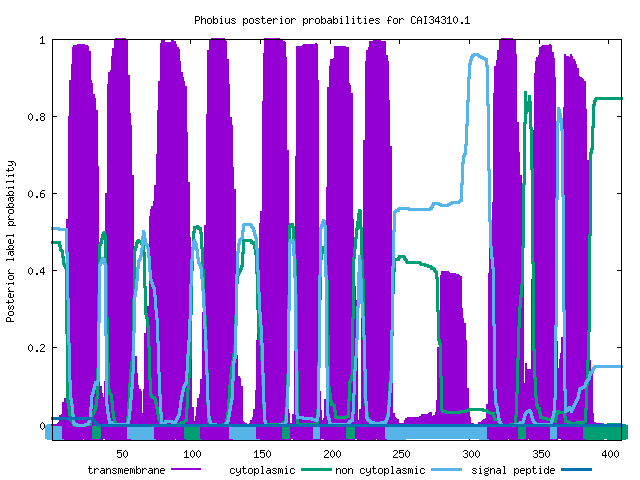 Phobius posterior probabilities for CAI34310.1
1
0.8
0.6
0.4
0.2
0
Posterior label probability
50 100 150 200 250 300 350 400
transmembrane cytoplasmic non cytoplasmic signal peptide